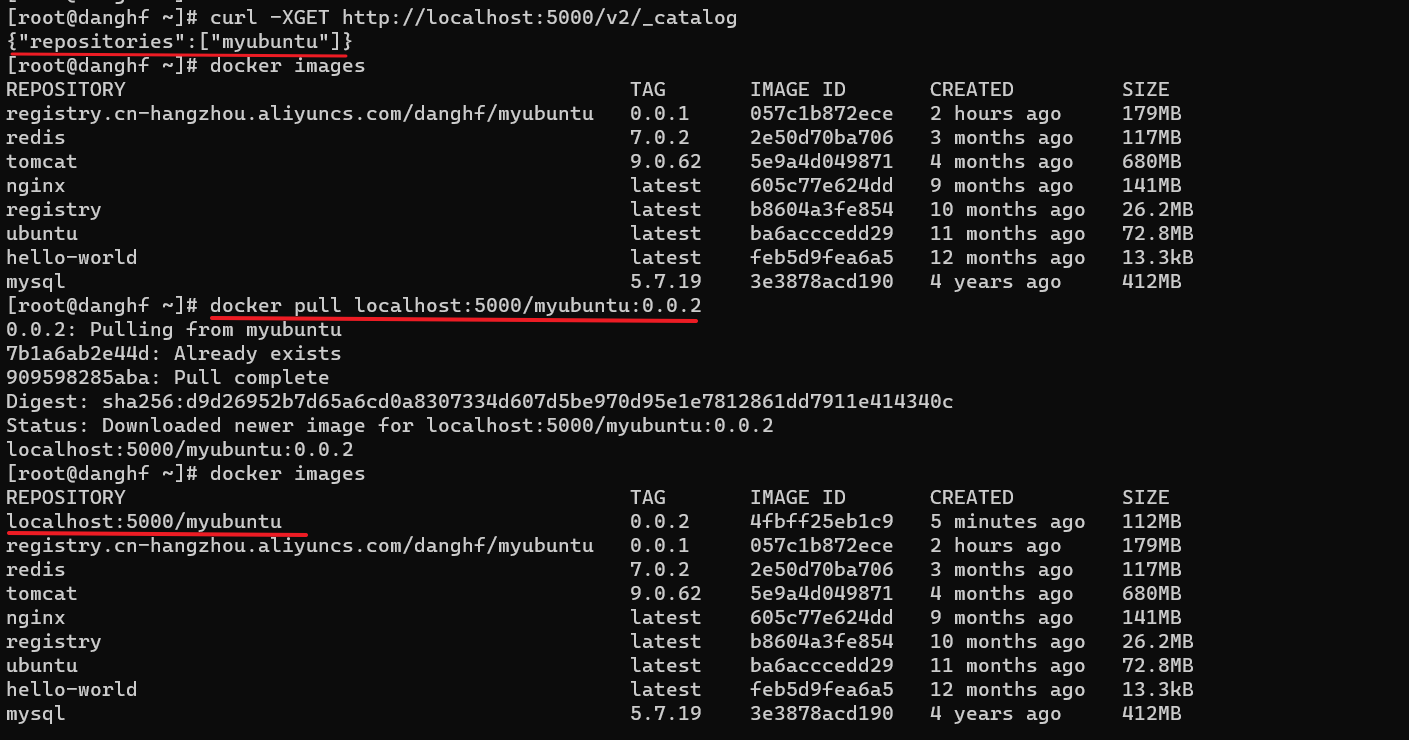 [root@danghf ~]# curl -XGET http://localhost:5000/v2/_catalog
{"repositories":["myubuntu"]}
[root@danghf ~]# docker images
REPOSITORY TAG IMAGE ID CREATED SIZE
registry.cn-hangzhou.aliyuncs.com/danghf/myubuntu 0.0.1 057c1b872ece 2 hours ago 179MB
redis 7.0.2 2e50d70ba706 3 months ago 117MB
tomcat 9.0.62 5e9a4d049871 4 months ago 680MB
nginx latest 605c77e624dd 9 months ago 141MB
registry latest b8604a3fe854 10 months ago 26.2MB
ubuntu latest ba6acccedd29 11 months ago 72.8MB
hello-world latest feb5d9fea6a5 12 months ago 13.3kB
mysql 5.7.19 3e3878acd190 4 years ago 412MB
[root@danghf ~]# docker pull localhost:5000/myubuntu:0.0.2
0.0.2: Pulling from myubuntu
7b1a6ab2e44d: Already exists
909598285aba: Pull complete
Digest: sha256:d9d26952b7d65a6cd0a8307334d607d5be970d95e1e7812861dd7911e414340c
Status: Downloaded newer image for localhost:5000/myubuntu:0.0.2
localhost:5000/myubuntu:0.0.2
[root@danghf ~]# docker images
REPOSITORY TAG IMAGE ID CREATED SIZE
localhost:5000/myubuntu 0.0.2 4fbff25eb1c9 5 minutes ago 112MB
registry.cn-hangzhou.aliyuncs.com/danghf/myubuntu 0.0.1 057c1b872ece 2 hours ago 179MB
redis 7.0.2 2e50d70ba706 3 months ago 117MB
tomcat 9.0.62 5e9a4d049871 4 months ago 680MB
nginx latest 605c77e624dd 9 months ago 141MB
registry latest b8604a3fe854 10 months ago 26.2MB
ubuntu latest ba6acccedd29 11 months ago 72.8MB
hello-world latest feb5d9fea6a5 12 months ago 13.3kB
mysql 5.7.19 3e3878acd190 4 years ago 412MB